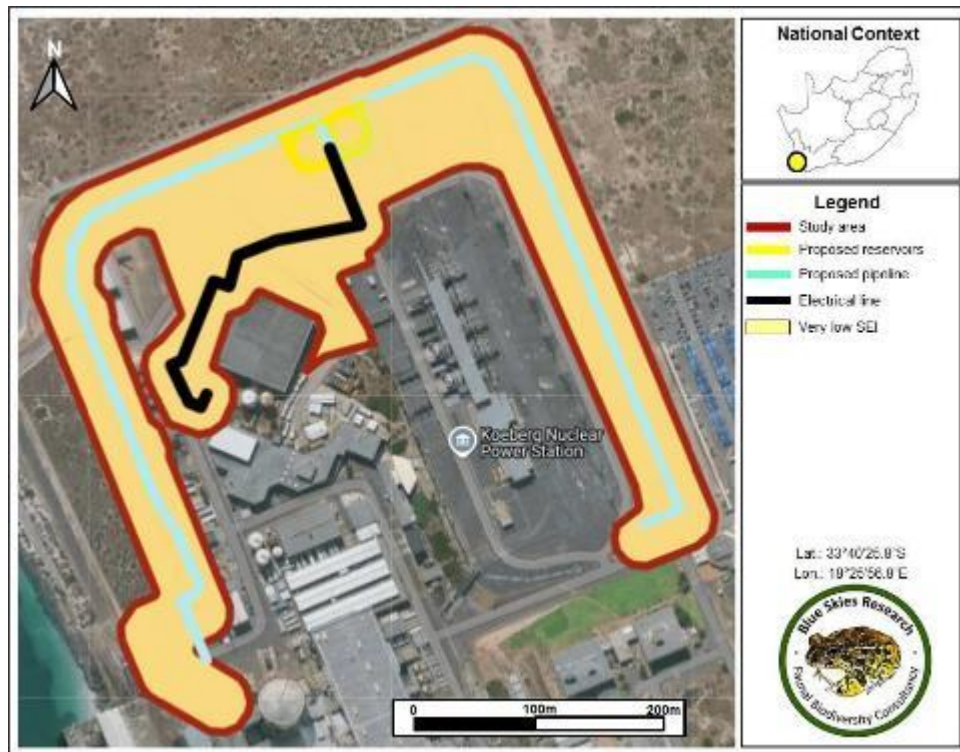 N
Koeberg Nuclear
Power Station
0 100m 200m
National Context
Legend
Study area
Proposed reservoirs
Proposed pipeline
Electrical line
Very low SEI
Lat.: 33°40'25.8"S
Lon.: 18°25'56.8"E
Blue Skies Research
Faunal Biodiversity Consultancy